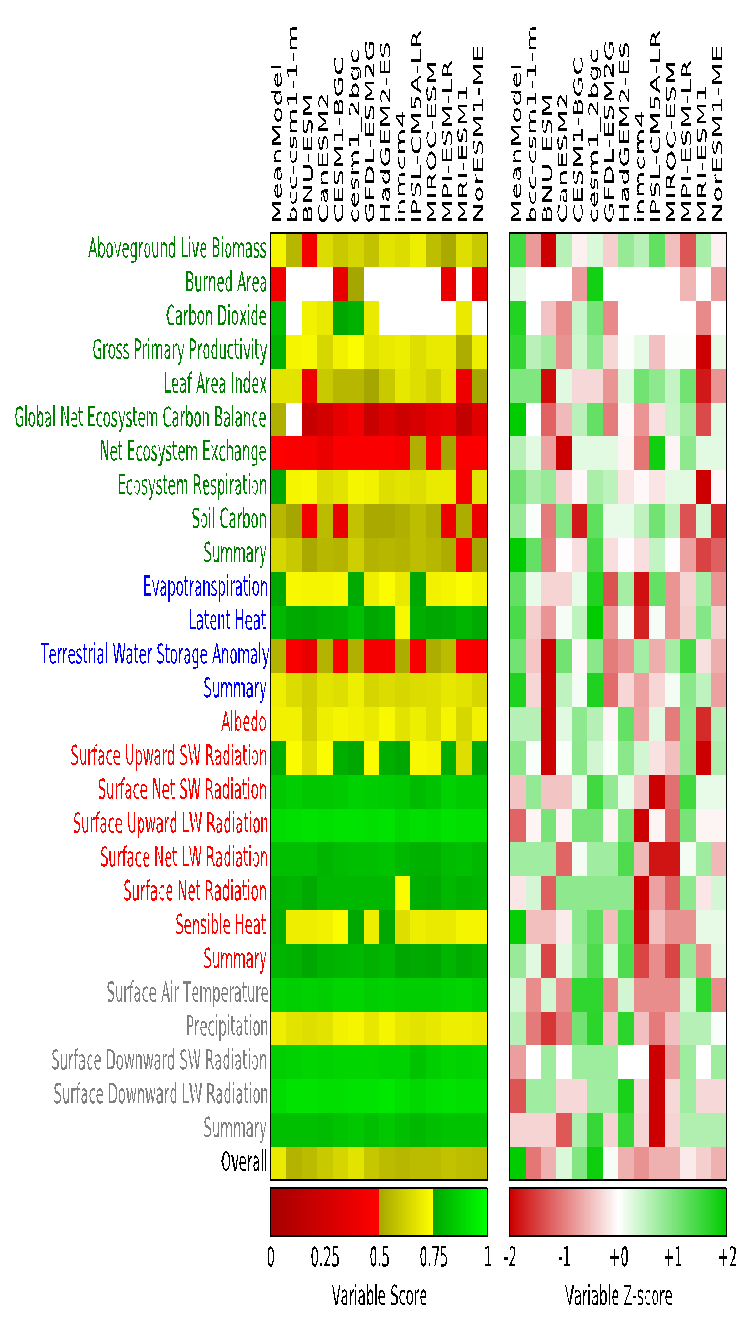 MeanModel
bcc-csm1-1-m
BNU-ESM
CanESM2
CESM1-BGC
cesm1_2bgc
GFDL-ESM2G
HadGEM2-ES
inmcm4
IPSL-CM5A-LR
MIROC-ESM
MPI-ESM-LR
MRI-ESM1
NorESM1-ME
MeanModel
bcc-csm1-1-m
BNU-ESM
CanESM2
CESM1-BGC
cesm1_2bgc
GFDL-ESM2G
HadGEM2-ES
inmcm4
IPSL-CM5A-LR
MIROC-ESM
MPI-ESM-LR
MRI-ESM1
NorESM1-ME
Aboveground Live Biomass
Burned Area
Carbon Dioxide
Gross Primary Productivity
Leaf Area Index
Global Net Ecosystem Carbon Balance
Net Ecosystem Exchange
Ecosystem Respiration
Soil Carbon
Summary
Evapotranspiration
Latent Heat
Terrestrial Water Storage Anomaly
Summary
Albedo
Surface Upward SW Radiation
Surface Net SW Radiation
Surface Upward LW Radiation
Surface Net LW Radiation
Surface Net Radiation
Sensible Heat
Summary
Surface Air Temperature
Precipitation
Surface Downward SW Radiation
Surface Downward LW Radiation
Summary
Overall
0 0.25 0.5 0.75 1
Variable Score
-2 -1 +0 +1 +2
Variable Z-score